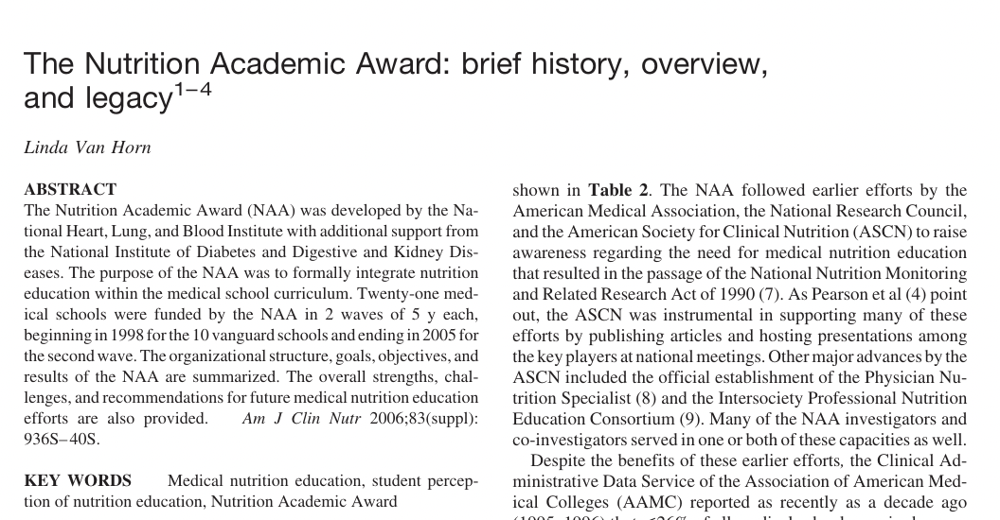 The Nutrition Academic Award: brief history, overview,
and legacy1–4
Linda Van Horn
ABSTRACT
The Nutrition Academic Award (NAA) was developed by the Na-
tional Heart, Lung, and Blood Institute with additional support from
the National Institute of Diabetes and Digestive and Kidney Dis-
eases. The purpose of the NAA was to formally integrate nutrition
education within the medical school curriculum. Twenty-one med-
ical schools were funded by the NAA in 2 waves of 5 y each,
beginning in 1998 for the 10 vanguard schools and ending in 2005 for
the second wave. The organizational structure, goals, objectives, and
results of the NAA are summarized. The overall strengths, chal-
lenges, and recommendations for future medical nutrition education
efforts are also provided. Am J Clin Nutr 2006;83(suppl):
936S–40S.
KEY WORDS Medical nutrition education, student percep-
tion of nutrition education, Nutrition Academic Award
shown in Table 2. The NAA followed earlier efforts by the
American Medical Association, the National Research Council,
and the American Society for Clinical Nutrition (ASCN) to raise
awareness regarding the need for medical nutrition education
that resulted in the passage of the National Nutrition Monitoring
and Related Research Act of 1990 (7). As Pearson et al (4) point
out, the ASCN was instrumental in supporting many of these
efforts by publishing articles and hosting presentations among
the key players at national meetings. Other major advances by the
ASCN included the official establishment of the Physician Nu-
trition Specialist (8) and the Intersociety Professional Nutrition
Education Consortium (9). Many of the NAA investigators and
co-investigators served in one or both of these capacities as well.
Despite the benefits of these earlier efforts, the Clinical Ad-
ministrative Data Service of the Association of American Med-
ical Colleges (AAMC) reported as recently as a decade ago